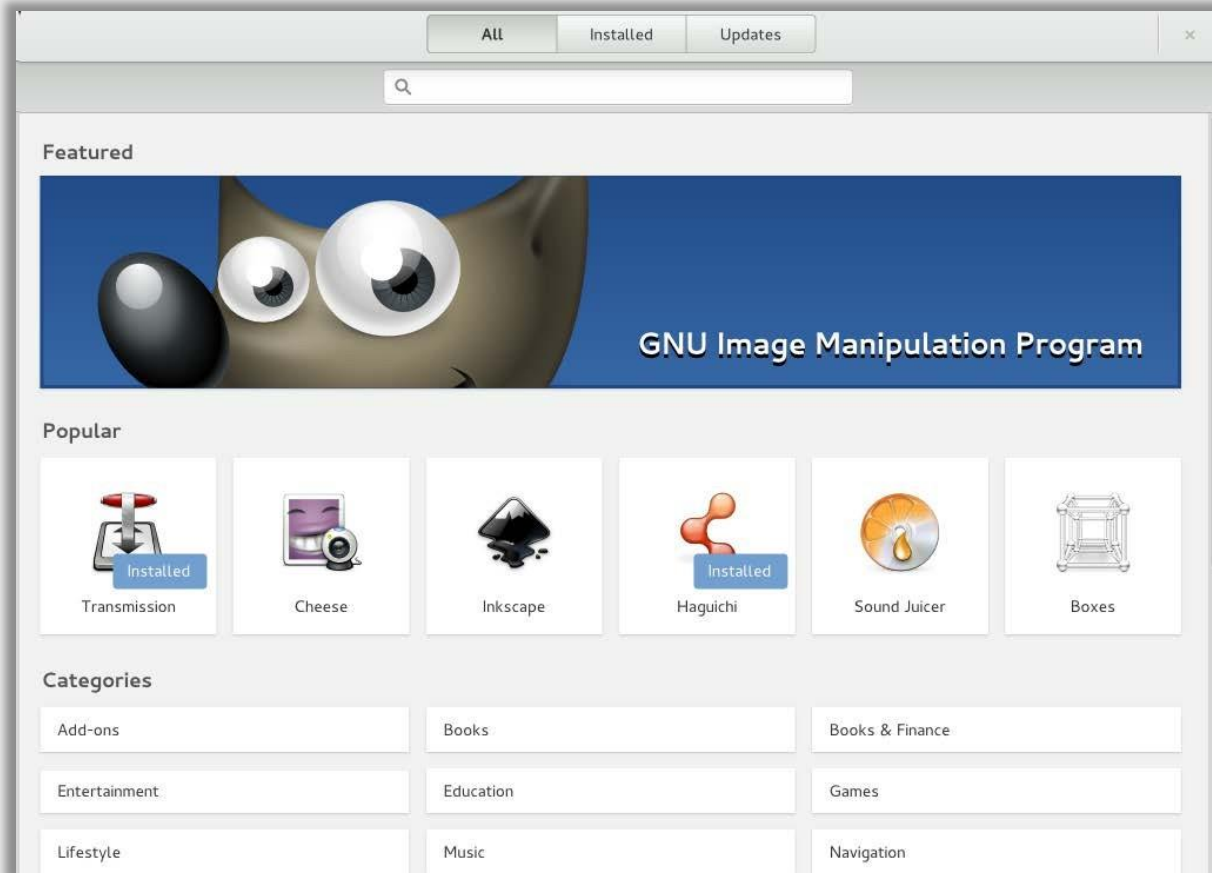 All Installed Updates
Featured
GNU Image Manipulation Program
Popular
Installed Installed
Transmission Cheese Inkscape Haguichi Sound Juicer Boxes
Categories
Add-ons Books Books & Finance
Entertainment Education Games
Lifestyle Music Navigation